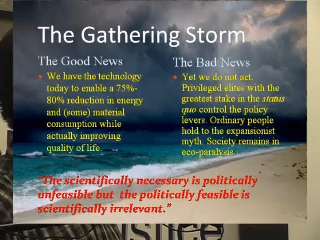 The Gathering Storm
The Good News
• We have the technology
today to enable a 75%-
80% reduction in energy
and (some) material
consumption while
actually improving
quality of life.
The Bad News
• Yet we do not act.
Privileged elites with the
greatest stake in the status
quo control the policy
levers. Ordinary people
hold to the expansionist
myth. Society remains in
eco-paralysis.
"The scientifically necessary is politically
unfeasible but the politically feasible is
scientifically irrelevant."